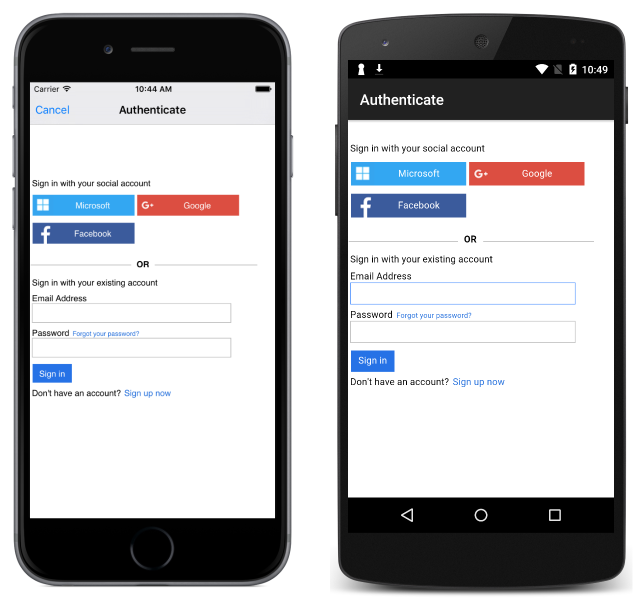 Carrier 10:44 AM
Cancel Authenticate
Sign in with your social account
Microsoft G+ Google
Facebook
OR
Sign in with your existing account
Email Address
Password Forgot your password?
Sign in
Don't have an account? Sign up now
10:49
Authenticate
Sign in with your social account
Microsoft G+ Google
Facebook
OR
Sign in with your existing account
Email Address
Password Forgot your password?
Sign in
Don't have an account? Sign up now